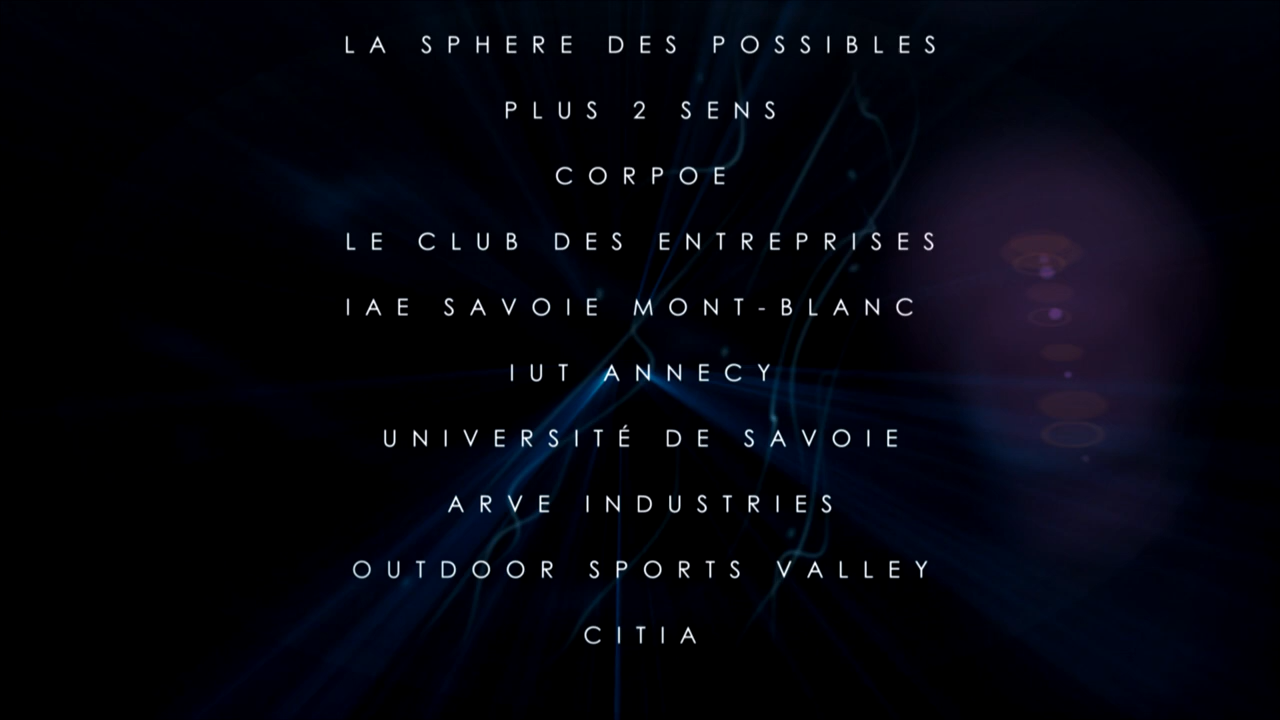 LA SPHERE DES POSSIBLES
PLUS 2 SENS
CORPOE
LE CLUB DES ENTREPRISES
IAE SAVOIE MONT-BLANC
IUT ANNECY
UNIVERSITÉ DE SAVOIE
ARVE INDUSTRIES
OUTDOOR SPORTS VALLEY
CITIA